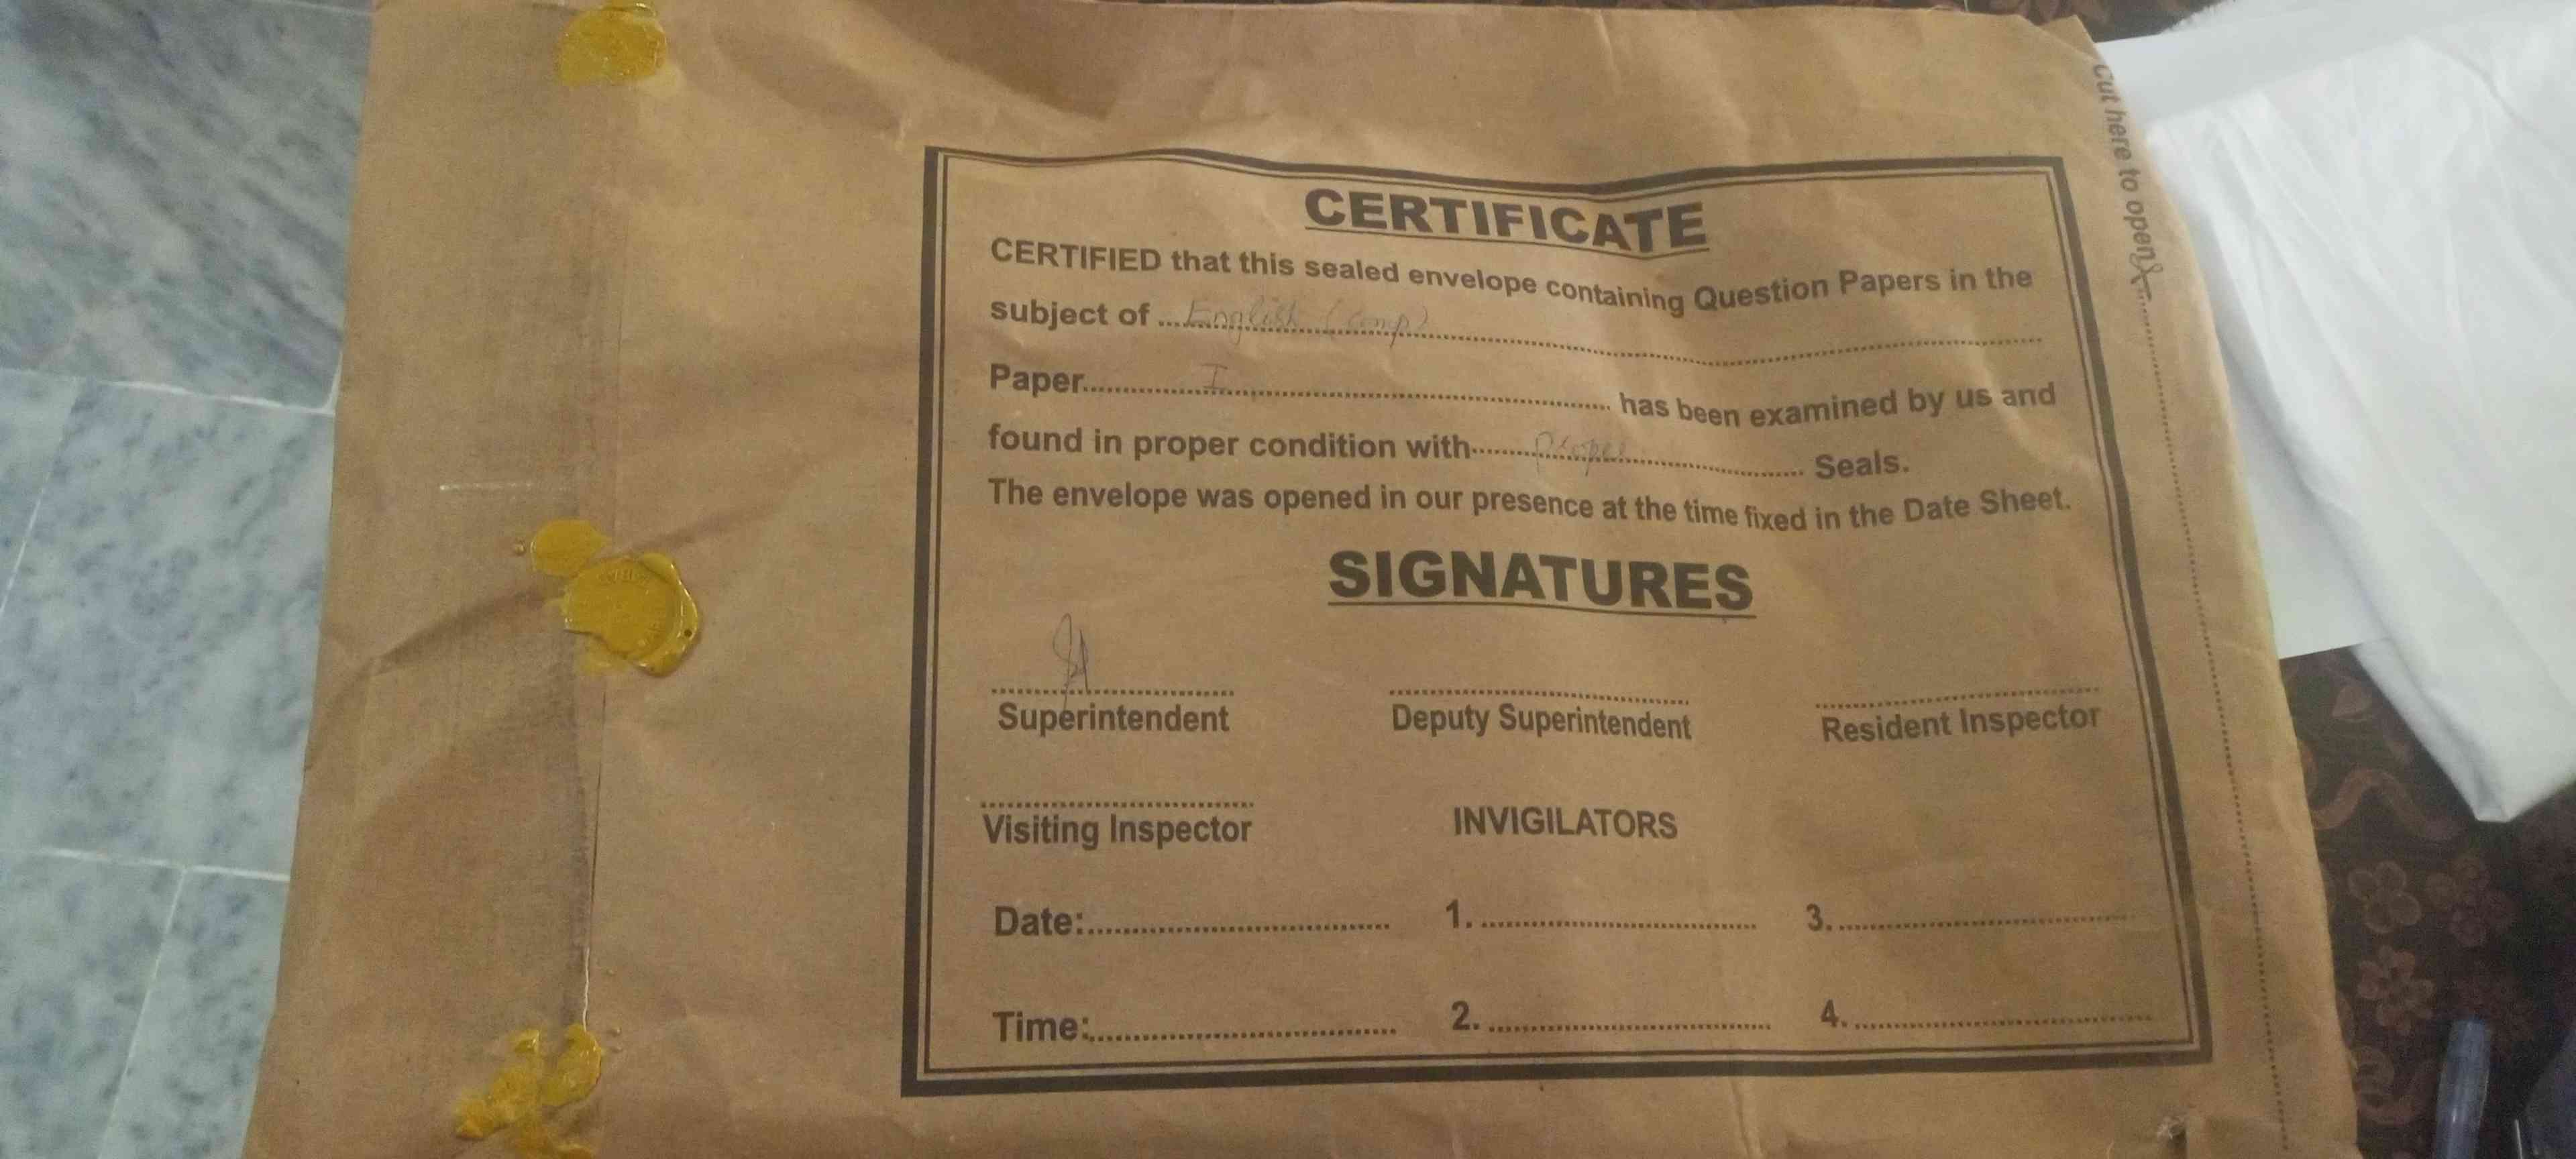 CERTIFICATE
CERTIFIED that this sealed envelope containing Question Papers in the
subject of ..... English (Comp) .....
Paper..... I ..... has been examined by us and
found in proper condition with..... proper ..... Seals.
The envelope was opened in our presence at the time fixed in the Date Sheet.
SIGNATURES
Superintendent Deputy Superintendent Resident Inspector
Visiting Inspector INVIGILATORS
Date:..... 1. ..... 3. .....
Time:..... 2. ..... 4. .....
Cut here to open